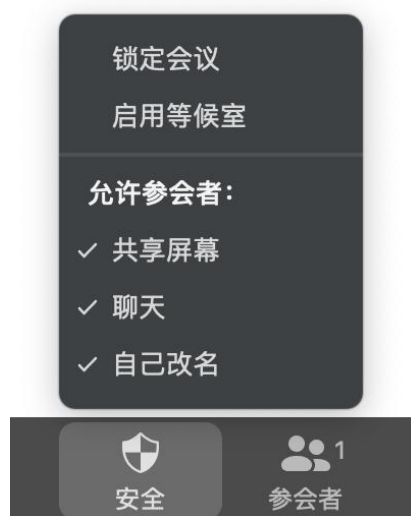 锁定会议
启用等候室
允许参会者：
共享屏幕
聊天
自己改名
1
安全
参会者